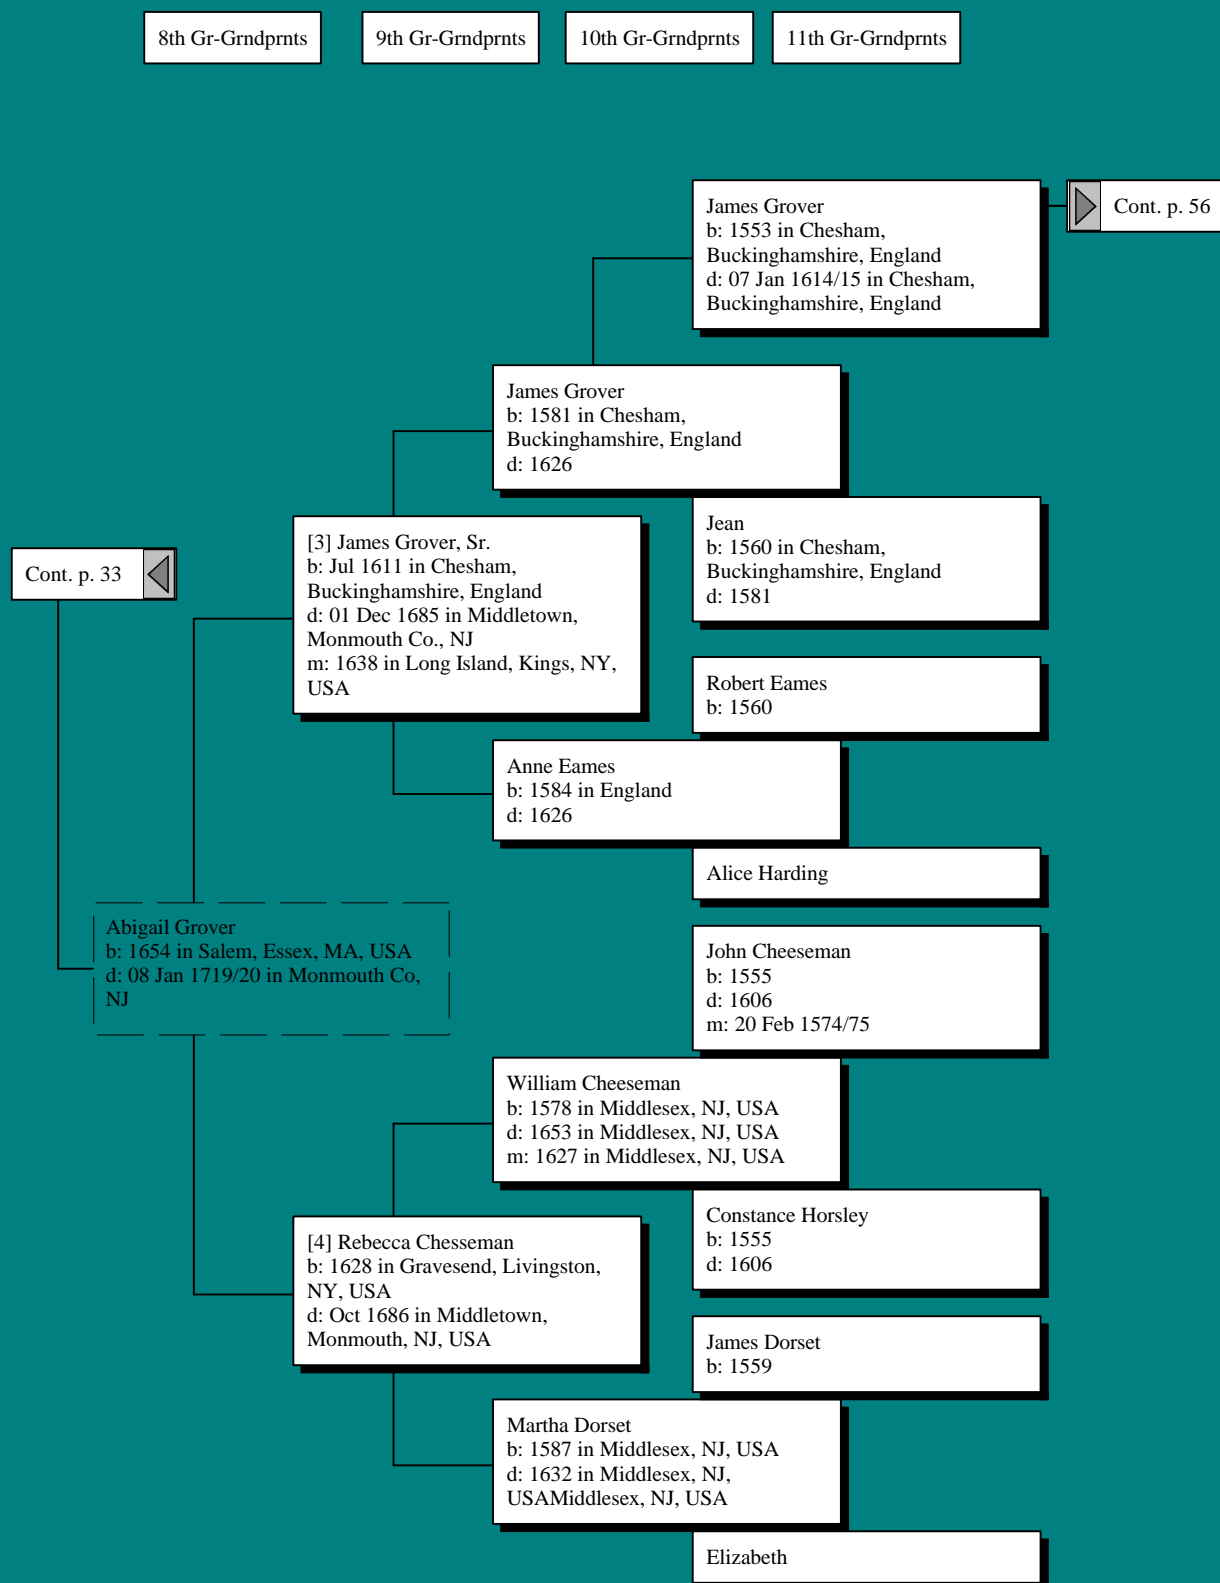 8th Gr-Grndprnts
9th Gr-Grndprnts
10th Gr-Grndprnts
11th Gr-Grndprnts
James Grover
b: 1553 in Chesham,
Buckinghamshire, England
d: 07 Jan 1614/15 in Chesham,
Buckinghamshire, England
Cont. p. 56
James Grover
b: 1581 in Chesham,
Buckinghamshire, England
d: 1626
Jean
b: 1560 in Chesham,
Buckinghamshire, England
d: 1581
[3] James Grover, Sr.
b: Jul 1611 in Chesham,
Buckinghamshire, England
d: 01 Dec 1685 in Middletown,
Monmouth Co., NJ
m: 1638 in Long Island, Kings, NY,
USA
Cont. p. 33
Robert Eames
b: 1560
Anne Eames
b: 1584 in England
d: 1626
Alice Harding
Abigail Grover
b: 1654 in Salem, Essex, MA, USA
d: 08 Jan 1719/20 in Monmouth Co,
NJ
John Cheeseman
b: 1555
d: 1606
m: 20 Feb 1574/75
William Cheeseman
b: 1578 in Middlesex, NJ, USA
d: 1653 in Middlesex, NJ, USA
m: 1627 in Middlesex, NJ, USA
Constance Horsley
b: 1555
d: 1606
[4] Rebecca Chesseman
b: 1628 in Gravesend, Livingston,
NY, USA
d: Oct 1686 in Middletown,
Monmouth, NJ, USA
James Dorset
b: 1559
Martha Dorset
b: 1587 in Middlesex, NJ, USA
d: 1632 in Middlesex, NJ,
USAMiddlesex, NJ, USA
Elizabeth